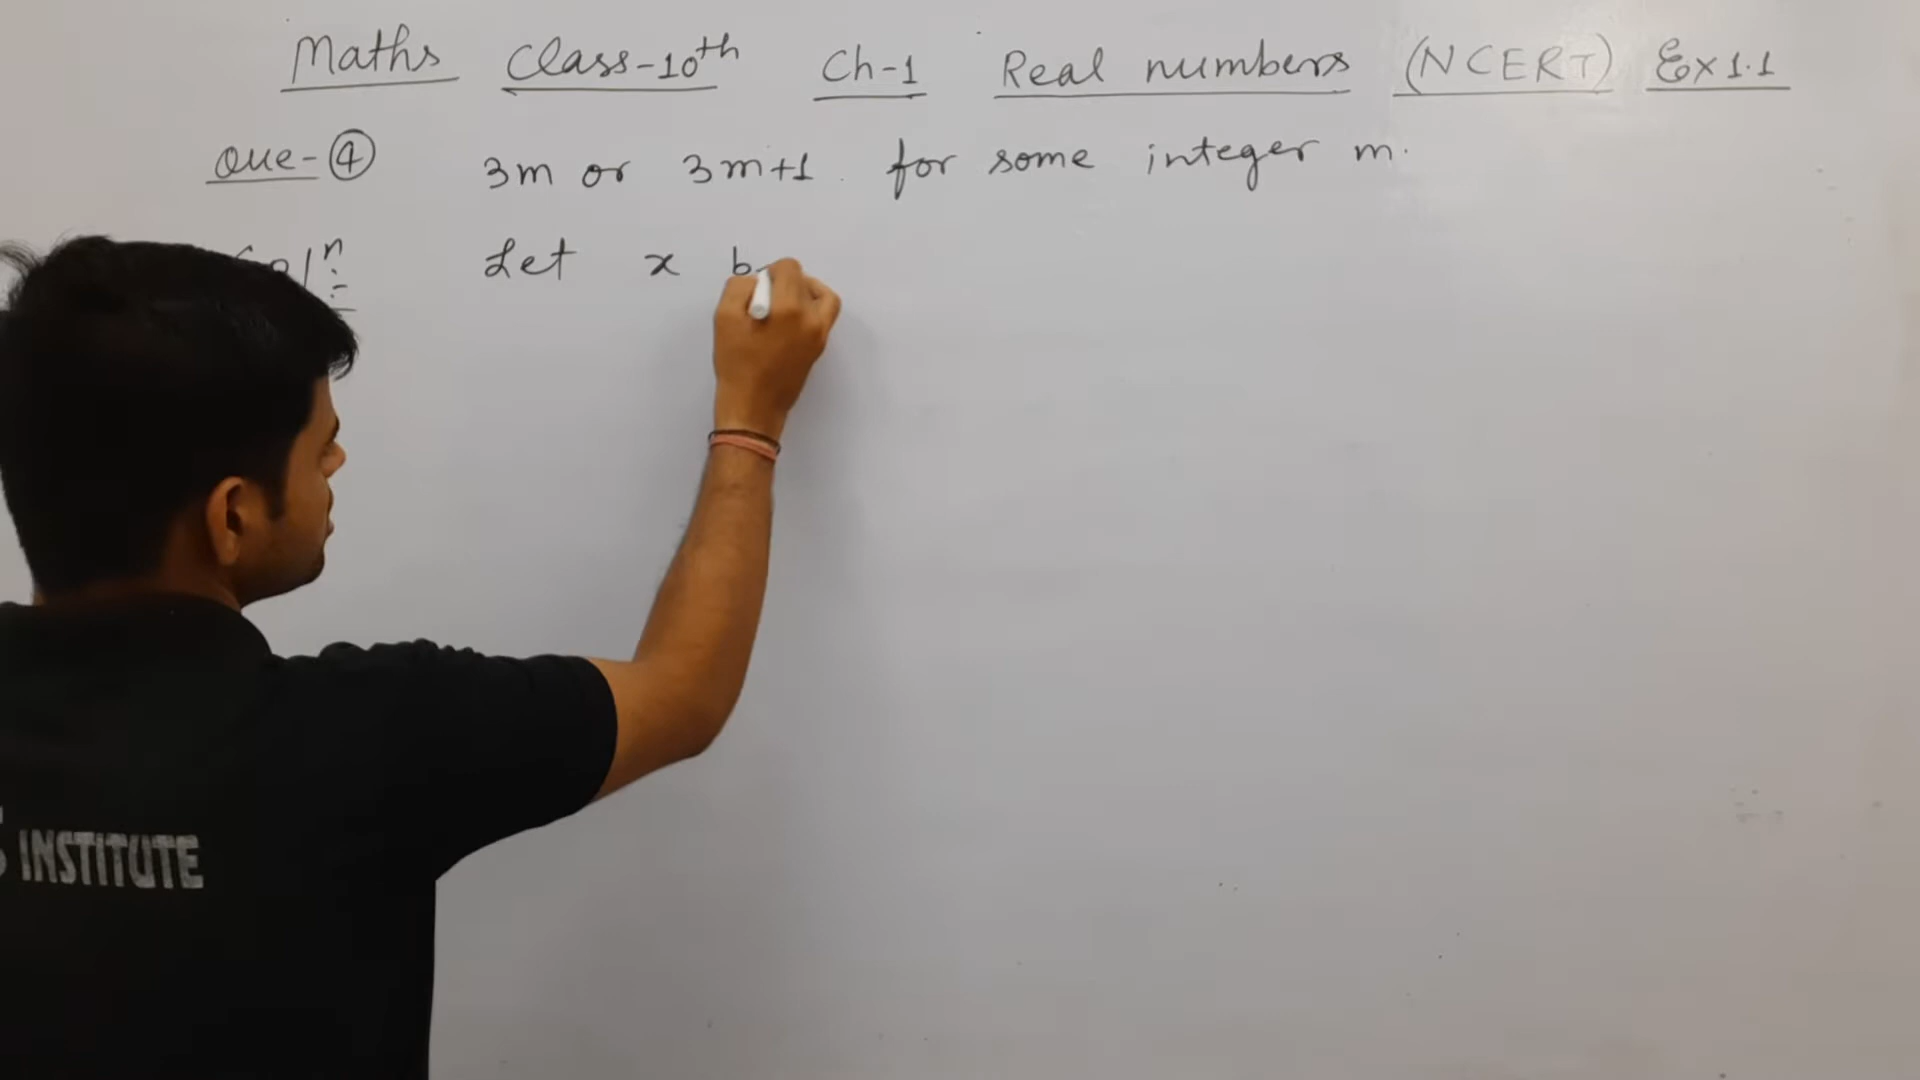 Maths Class-10th Ch-1 Real numbers (NCERT) Ex 1.1
Que-④ 3m or 3m+1 for some integer m.
Let x b
INSTITUTE